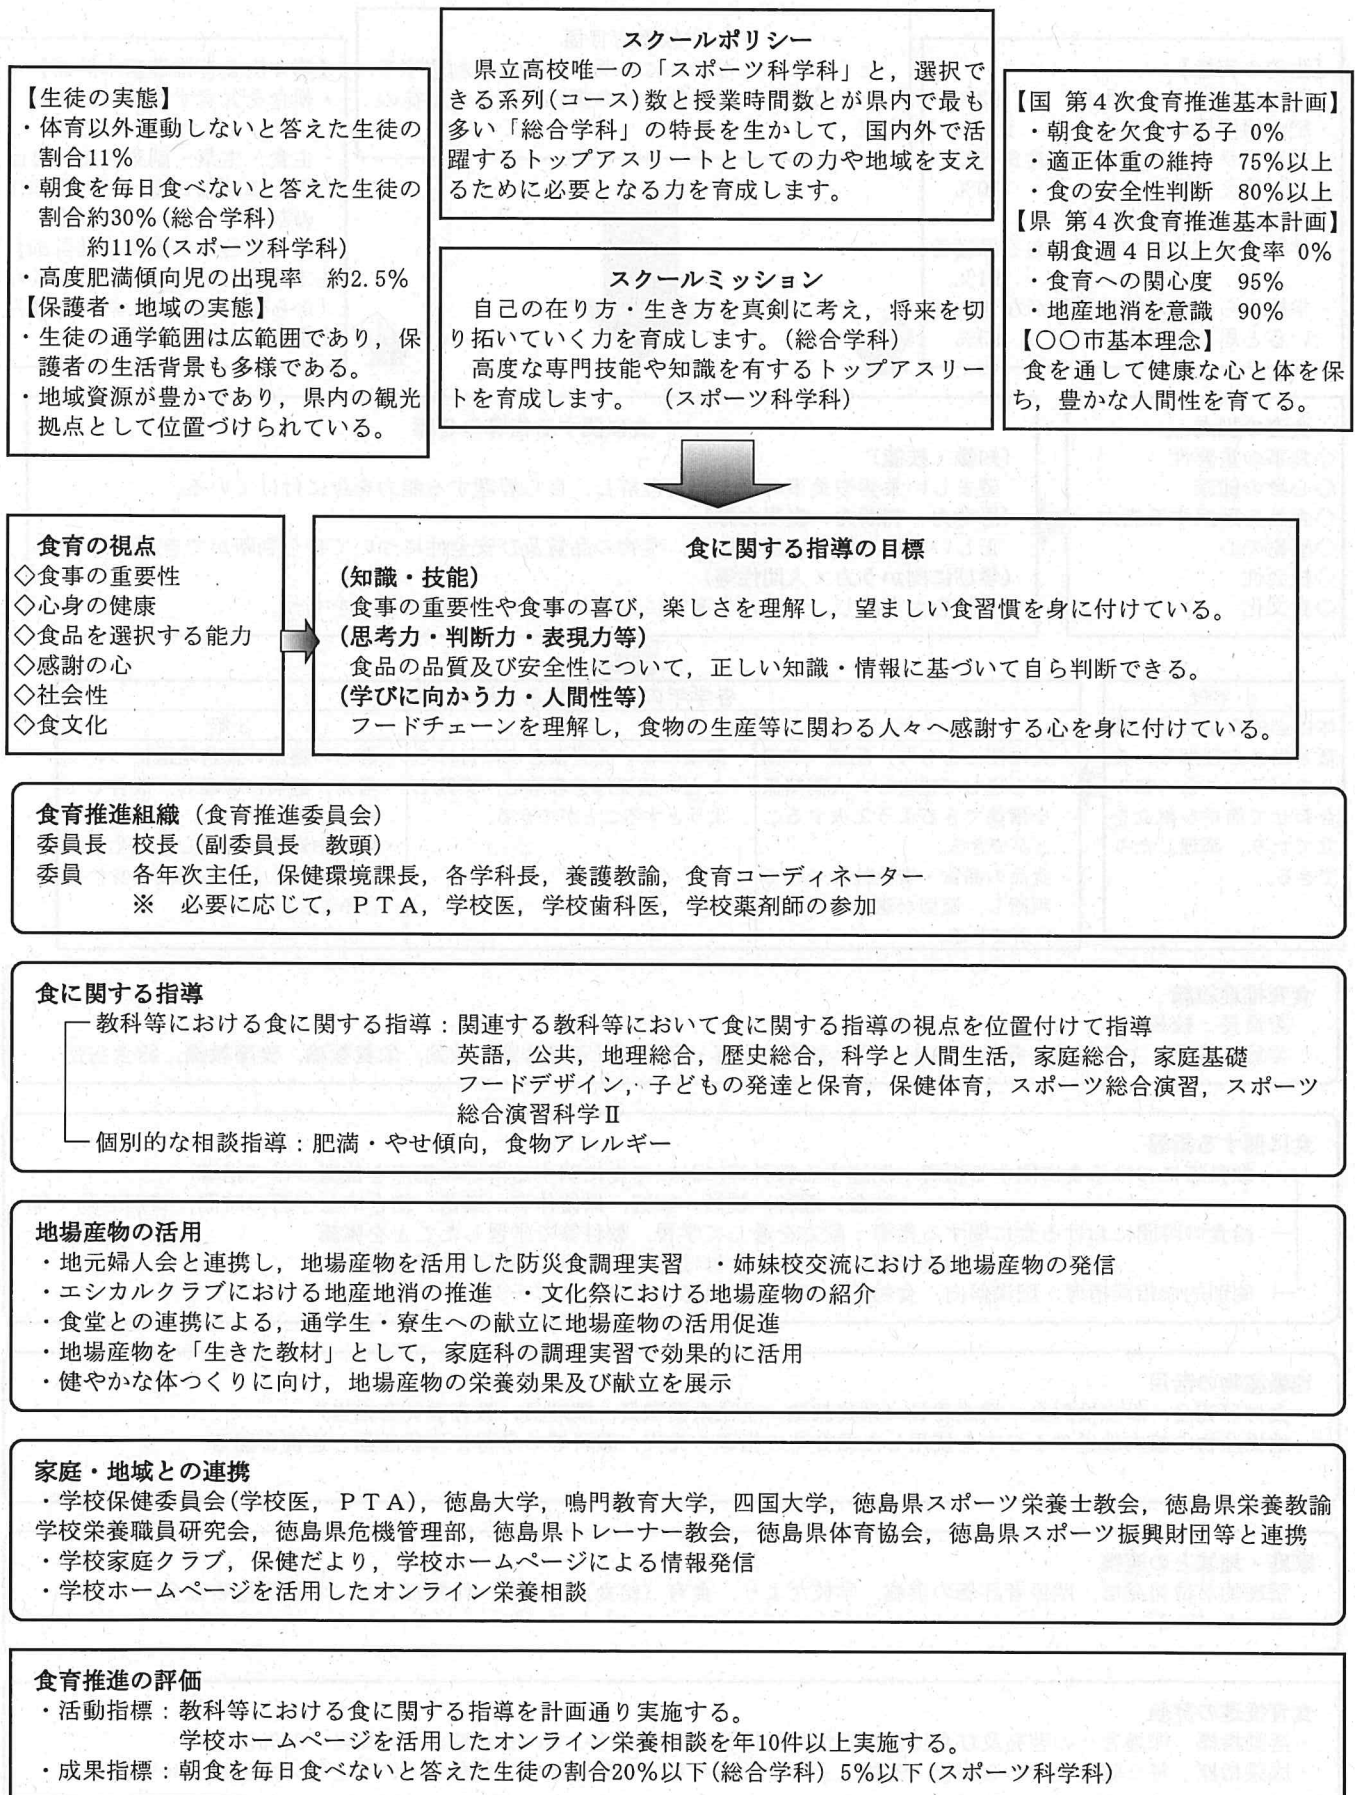 スクールポリシー
県立高校唯一の「スポーツ科学科」と，選択で
きる系列(コース)数と授業時間数とが県内で最も
多い「総合学科」の特長を生かして，国内外で活
躍するトップアスリートとしての力や地域を支え
るために必要となる力を育成します。
【生徒の実態】
・体育以外運動しないと答えた生徒の
割合11%
・朝食を毎日食べないと答えた生徒の
割合約30%(総合学科)
約11%(スポーツ科学科)
・高度肥満傾向児の出現率　約2.5%
【保護者・地域の実態】
・生徒の通学範囲は広範囲であり，保
護者の生活背景も多様である。
・地域資源が豊かであり，県内の観光
拠点として位置づけられている。
スクールミッション
自己の在り方・生き方を真剣に考え，将来を切
り拓いていく力を育成します。(総合学科)
高度な専門技能や知識を有するトップアスリー
トを育成します。　(スポーツ科学科)
【国 第４次食育推進基本計画】
・朝食を欠食する子 0%
・適正体重の維持　75%以上
・食の安全性判断　80%以上
【県 第４次食育推進基本計画】
・朝食週４日以上欠食率 0%
・食育への関心度　95%
・地産地消を意識　90%
【〇〇市基本理念】
食を通して健康な心と体を保
ち，豊かな人間性を育てる。
食育の視点
◇食事の重要性
◇心身の健康
◇食品を選択する能力
◇感謝の心
◇社会性
◇食文化
食に関する指導の目標
(知識・技能)
食事の重要性や食事の喜び，楽しさを理解し，望ましい食習慣を身に付けている。
(思考力・判断力・表現力等)
食品の品質及び安全性について，正しい知識・情報に基づいて自ら判断できる。
(学びに向かう力・人間性等)
フードチェーンを理解し，食物の生産等に関わる人々へ感謝する心を身に付けている。
食育推進組織（食育推進委員会）
委員長　校長（副委員長　教頭）
委員　　各年次主任，保健環境課長，各学科長，養護教諭，食育コーディネーター
※　必要に応じて，ＰＴＡ，学校医，学校歯科医，学校薬剤師の参加
食に関する指導
教科等における食に関する指導：関連する教科等において食に関する指導の視点を位置付けて指導
英語，公共，地理総合，歴史総合，科学と人間生活，家庭総合，家庭基礎
フードデザイン，子どもの発達と保育，保健体育，スポーツ総合演習，スポーツ
総合演習科学Ⅱ
個別的な相談指導：肥満・やせ傾向，食物アレルギー
地場産物の活用
・地元婦人会と連携し，地場産物を活用した防災食調理実習　・姉妹校交流における地場産物の発信
・エシカルクラブにおける地産地消の推進　・文化祭における地場産物の紹介
・食堂との連携による，通学生・寮生への献立に地場産物の活用促進
・地場産物を「生きた教材」として，家庭科の調理実習で効果的に活用
・健やかな体つくりに向け，地場産物の栄養効果及び献立を展示
家庭・地域との連携
・学校保健委員会(学校医，ＰＴＡ)，徳島大学，鳴門教育大学，四国大学，徳島県スポーツ栄養士教会，徳島県栄養教諭
学校栄養職員研究会，徳島県危機管理部，徳島県トレーナー教会，徳島県体育協会，徳島県スポーツ振興財団等と連携
・学校家庭クラブ，保健だより，学校ホームページによる情報発信
・学校ホームページを活用したオンライン栄養相談
食育推進の評価
・活動指標：教科等における食に関する指導を計画通り実施する。
学校ホームページを活用したオンライン栄養相談を年10件以上実施する。
・成果指標：朝食を毎日食べないと答えた生徒の割合20%以下(総合学科) 5%以下(スポーツ科学科)